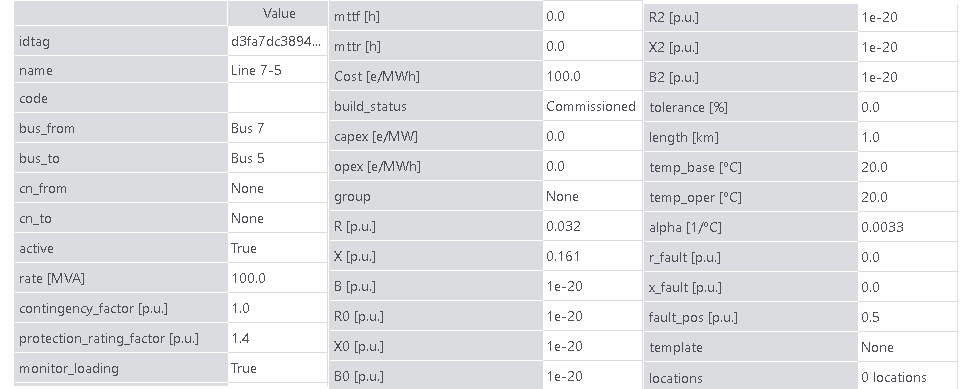 Value
idtag d3fa7dc3894...
name Line 7-5
code
bus_from Bus 7
bus_to Bus 5
cn_from None
cn_to None
active True
rate [MVA] 100.0
contingency_factor [p.u.] 1.0
protection_rating_factor [p.u.] 1.4
monitor_loading True
mttf [h] 0.0
mttr [h] 0.0
Cost [e/MWh] 100.0
build_status Commissioned
capex [e/MW] 0.0
opex [e/MWh] 0.0
group None
R [p.u.] 0.032
X [p.u.] 0.161
B [p.u.] 1e-20
R0 [p.u.] 1e-20
X0 [p.u.] 1e-20
B0 [p.u.] 1e-20
R2 [p.u.] 1e-20
X2 [p.u.] 1e-20
B2 [p.u.] 1e-20
tolerance [%] 0.0
length [km] 1.0
temp_base [ºC] 20.0
temp_oper [ºC] 20.0
alpha [1/ºC] 0.0033
r_fault [p.u.] 0.0
x_fault [p.u.] 0.0
fault_pos [p.u.] 0.5
template None
locations 0 locations